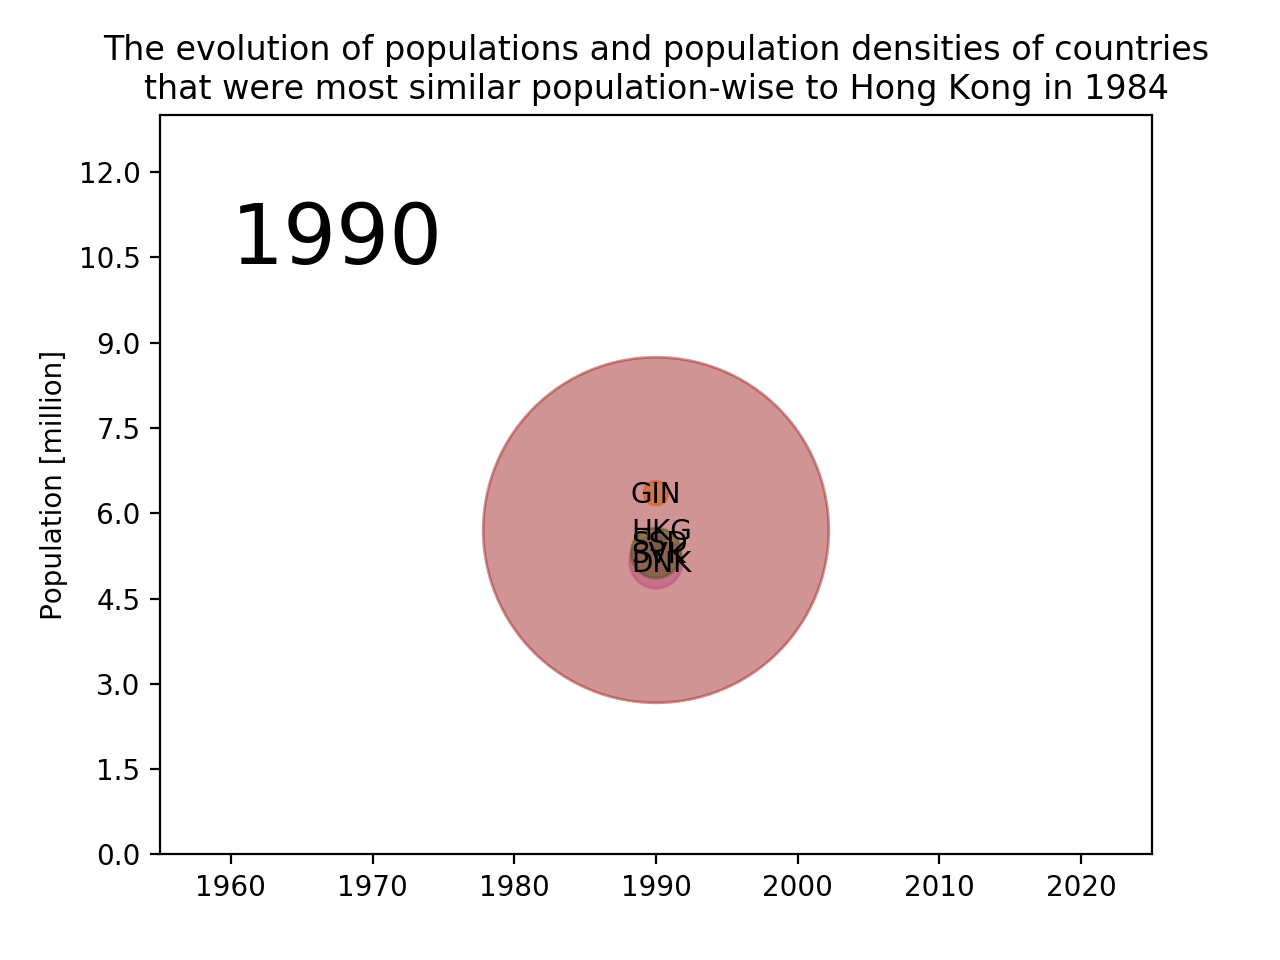 The evolution of populations and population densities of countries
that were most similar population-wise to Hong Kong in 1984
12.0
1990
10.5
9.0
Population [million]
7.5
6.0
GIN
HKG
SSD
SVK
DNK
4.5
3.0
1.5
0.0
1960 1970 1980 1990 2000 2010 2020